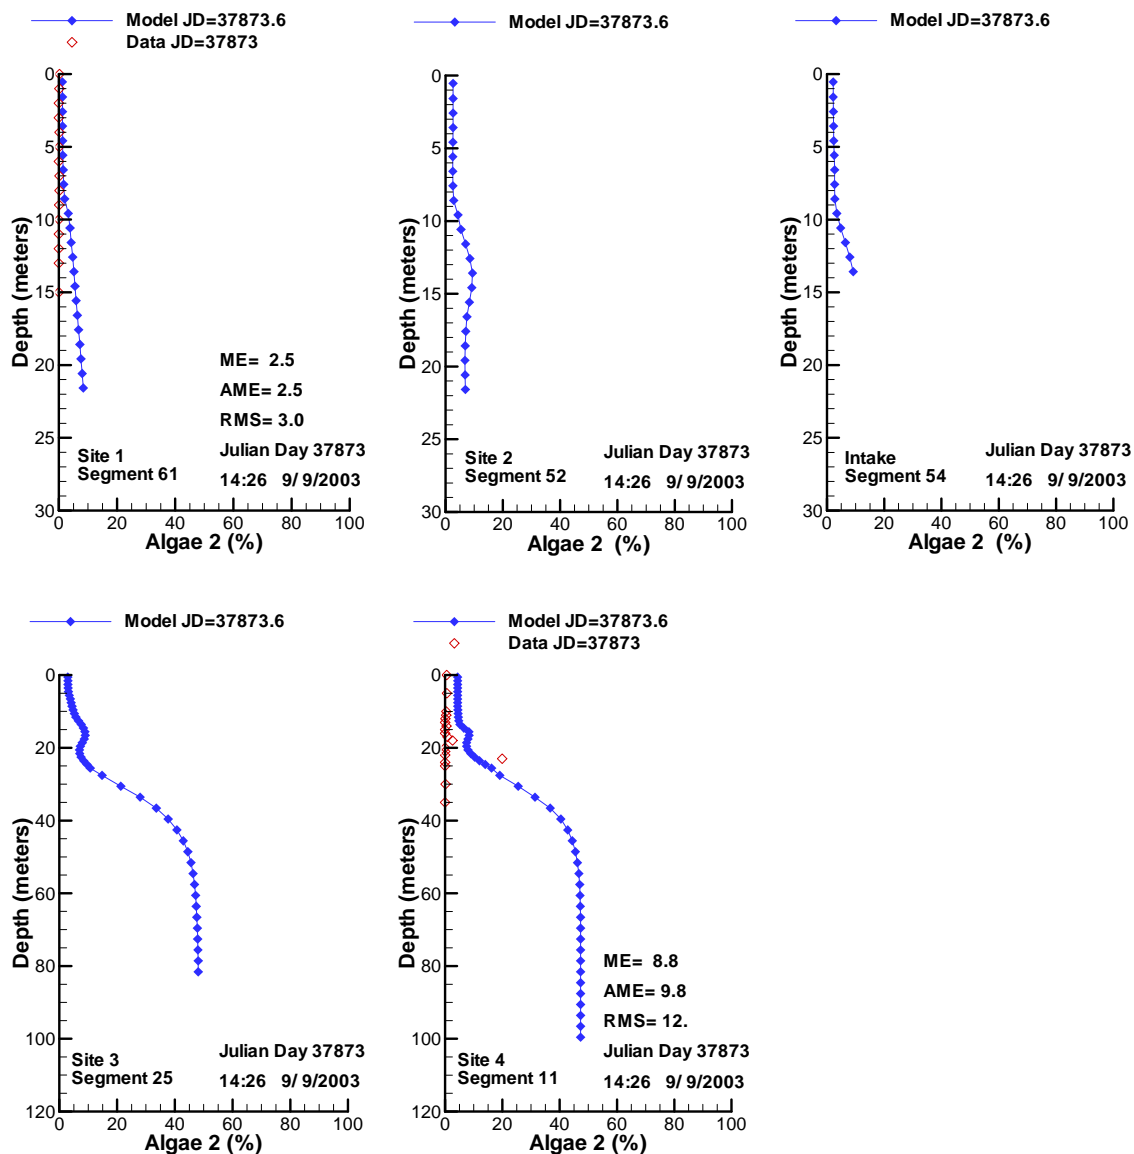 Model JD=37873.6
Data JD=37873
0
5
10
15
20
25
30
Depth (meters)
ME= 2.5
AME= 2.5
RMS= 3.0
Site 1
Segment 61
Julian Day 37873
14:26 9/ 9/2003
0 20 40 60 80 100
Algae 2 (%)
Model JD=37873.6
0
5
10
15
20
25
30
Depth (meters)
Site 2
Segment 52
Julian Day 37873
14:26 9/ 9/2003
0 20 40 60 80 100
Algae 2 (%)
Model JD=37873.6
0
5
10
15
20
25
30
Depth (meters)
Intake
Segment 54
Julian Day 37873
14:26 9/ 9/2003
0 20 40 60 80 100
Algae 2 (%)
Model JD=37873.6
0
20
40
60
80
100
120
Depth (meters)
Site 3
Segment 25
Julian Day 37873
14:26 9/ 9/2003
0 20 40 60 80 100
Algae 2 (%)
Model JD=37873.6
Data JD=37873
0
20
40
60
80
100
120
Depth (meters)
ME= 8.8
AME= 9.8
RMS= 12.
Site 4
Segment 11
Julian Day 37873
14:26 9/ 9/2003
0 20 40 60 80 100
Algae 2 (%)